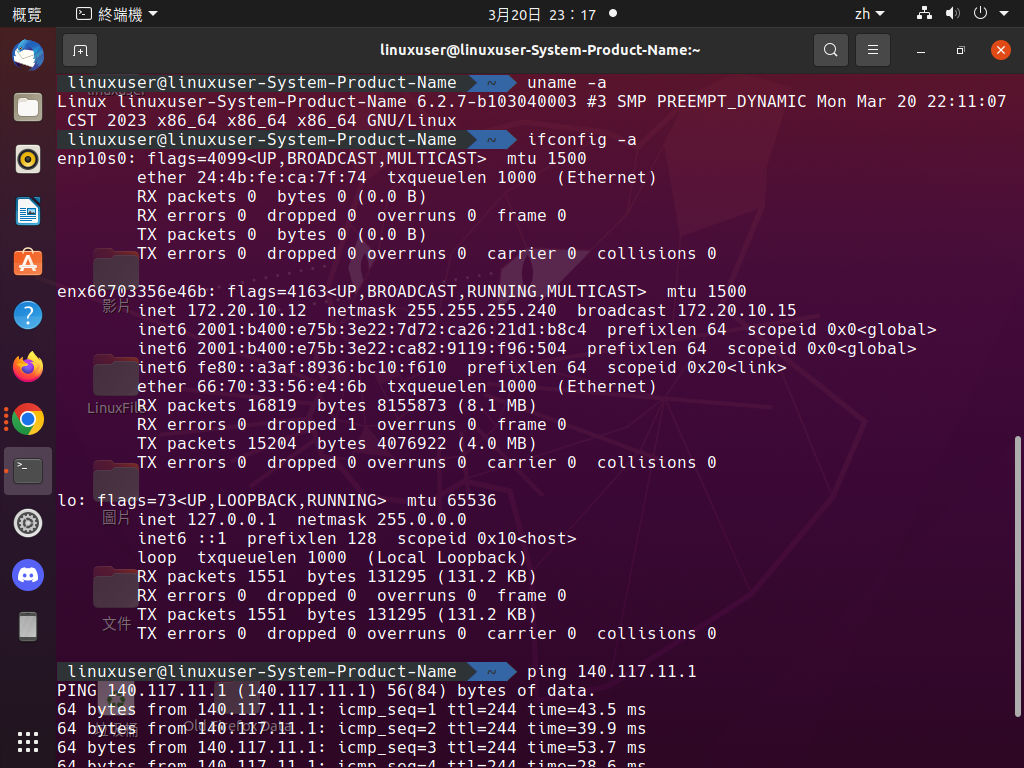 概覽 終端機 3月20日 23：17 zh
linuxuser@linuxuser-System-Product-Name:~
linuxuser@linuxuser-System-Product-Name ~ uname -a
Linux linuxuser-System-Product-Name 6.2.7-b103040003 #3 SMP PREEMPT_DYNAMIC Mon Mar 20 22:11:07
CST 2023 x86_64 x86_64 x86_64 GNU/Linux
linuxuser@linuxuser-System-Product-Name ~ ifconfig -a
enp10s0: flags=4099<UP,BROADCAST,MULTICAST>  mtu 1500
ether 24:4b:fe:ca:7f:74  txqueuelen 1000  (Ethernet)
RX packets 0  bytes 0 (0.0 B)
RX errors 0  dropped 0  overruns 0  frame 0
TX packets 0  bytes 0 (0.0 B)
TX errors 0  dropped 0 overruns 0  carrier 0  collisions 0
enx66703356e46b: flags=4163<UP,BROADCAST,RUNNING,MULTICAST>  mtu 1500
影片
inet 172.20.10.12  netmask 255.255.255.240  broadcast 172.20.10.15
inet6 2001:b400:e75b:3e22:7d72:ca26:21d1:b8c4  prefixlen 64  scopeid 0x0<global>
inet6 2001:b400:e75b:3e22:ca82:9119:f96:504  prefixlen 64  scopeid 0x0<global>
inet6 fe80::a3af:8936:bc10:f610  prefixlen 64  scopeid 0x20<link>
ether 66:70:33:56:e4:6b  txqueuelen 1000  (Ethernet)
RX packets 16819  bytes 8155873 (8.1 MB)
RX errors 0  dropped 1  overruns 0  frame 0
TX packets 15204  bytes 4076922 (4.0 MB)
TX errors 0  dropped 0 overruns 0  carrier 0  collisions 0
lo: flags=73<UP,LOOPBACK,RUNNING>  mtu 65536
圖片
inet 127.0.0.1  netmask 255.0.0.0
inet6 ::1  prefixlen 128  scopeid 0x10<host>
loop  txqueuelen 1000  (Local Loopback)
RX packets 1551  bytes 131295 (131.2 KB)
RX errors 0  dropped 0  overruns 0  frame 0
TX packets 1551  bytes 131295 (131.2 KB)
文件
TX errors 0  dropped 0 overruns 0  carrier 0  collisions 0
linuxuser@linuxuser-System-Product-Name ~ ping 140.117.11.1
PING 140.117.11.1 (140.117.11.1) 56(84) bytes of data.
64 bytes from 140.117.11.1: icmp_seq=1 ttl=244 time=43.5 ms
64 bytes from 140.117.11.1: icmp_seq=2 ttl=244 time=39.9 ms
64 bytes from 140.117.11.1: icmp_seq=3 ttl=244 time=53.7 ms
64 bytes from 140.117.11.1: icmp_seq=4 ttl=244 time=28.6 ms